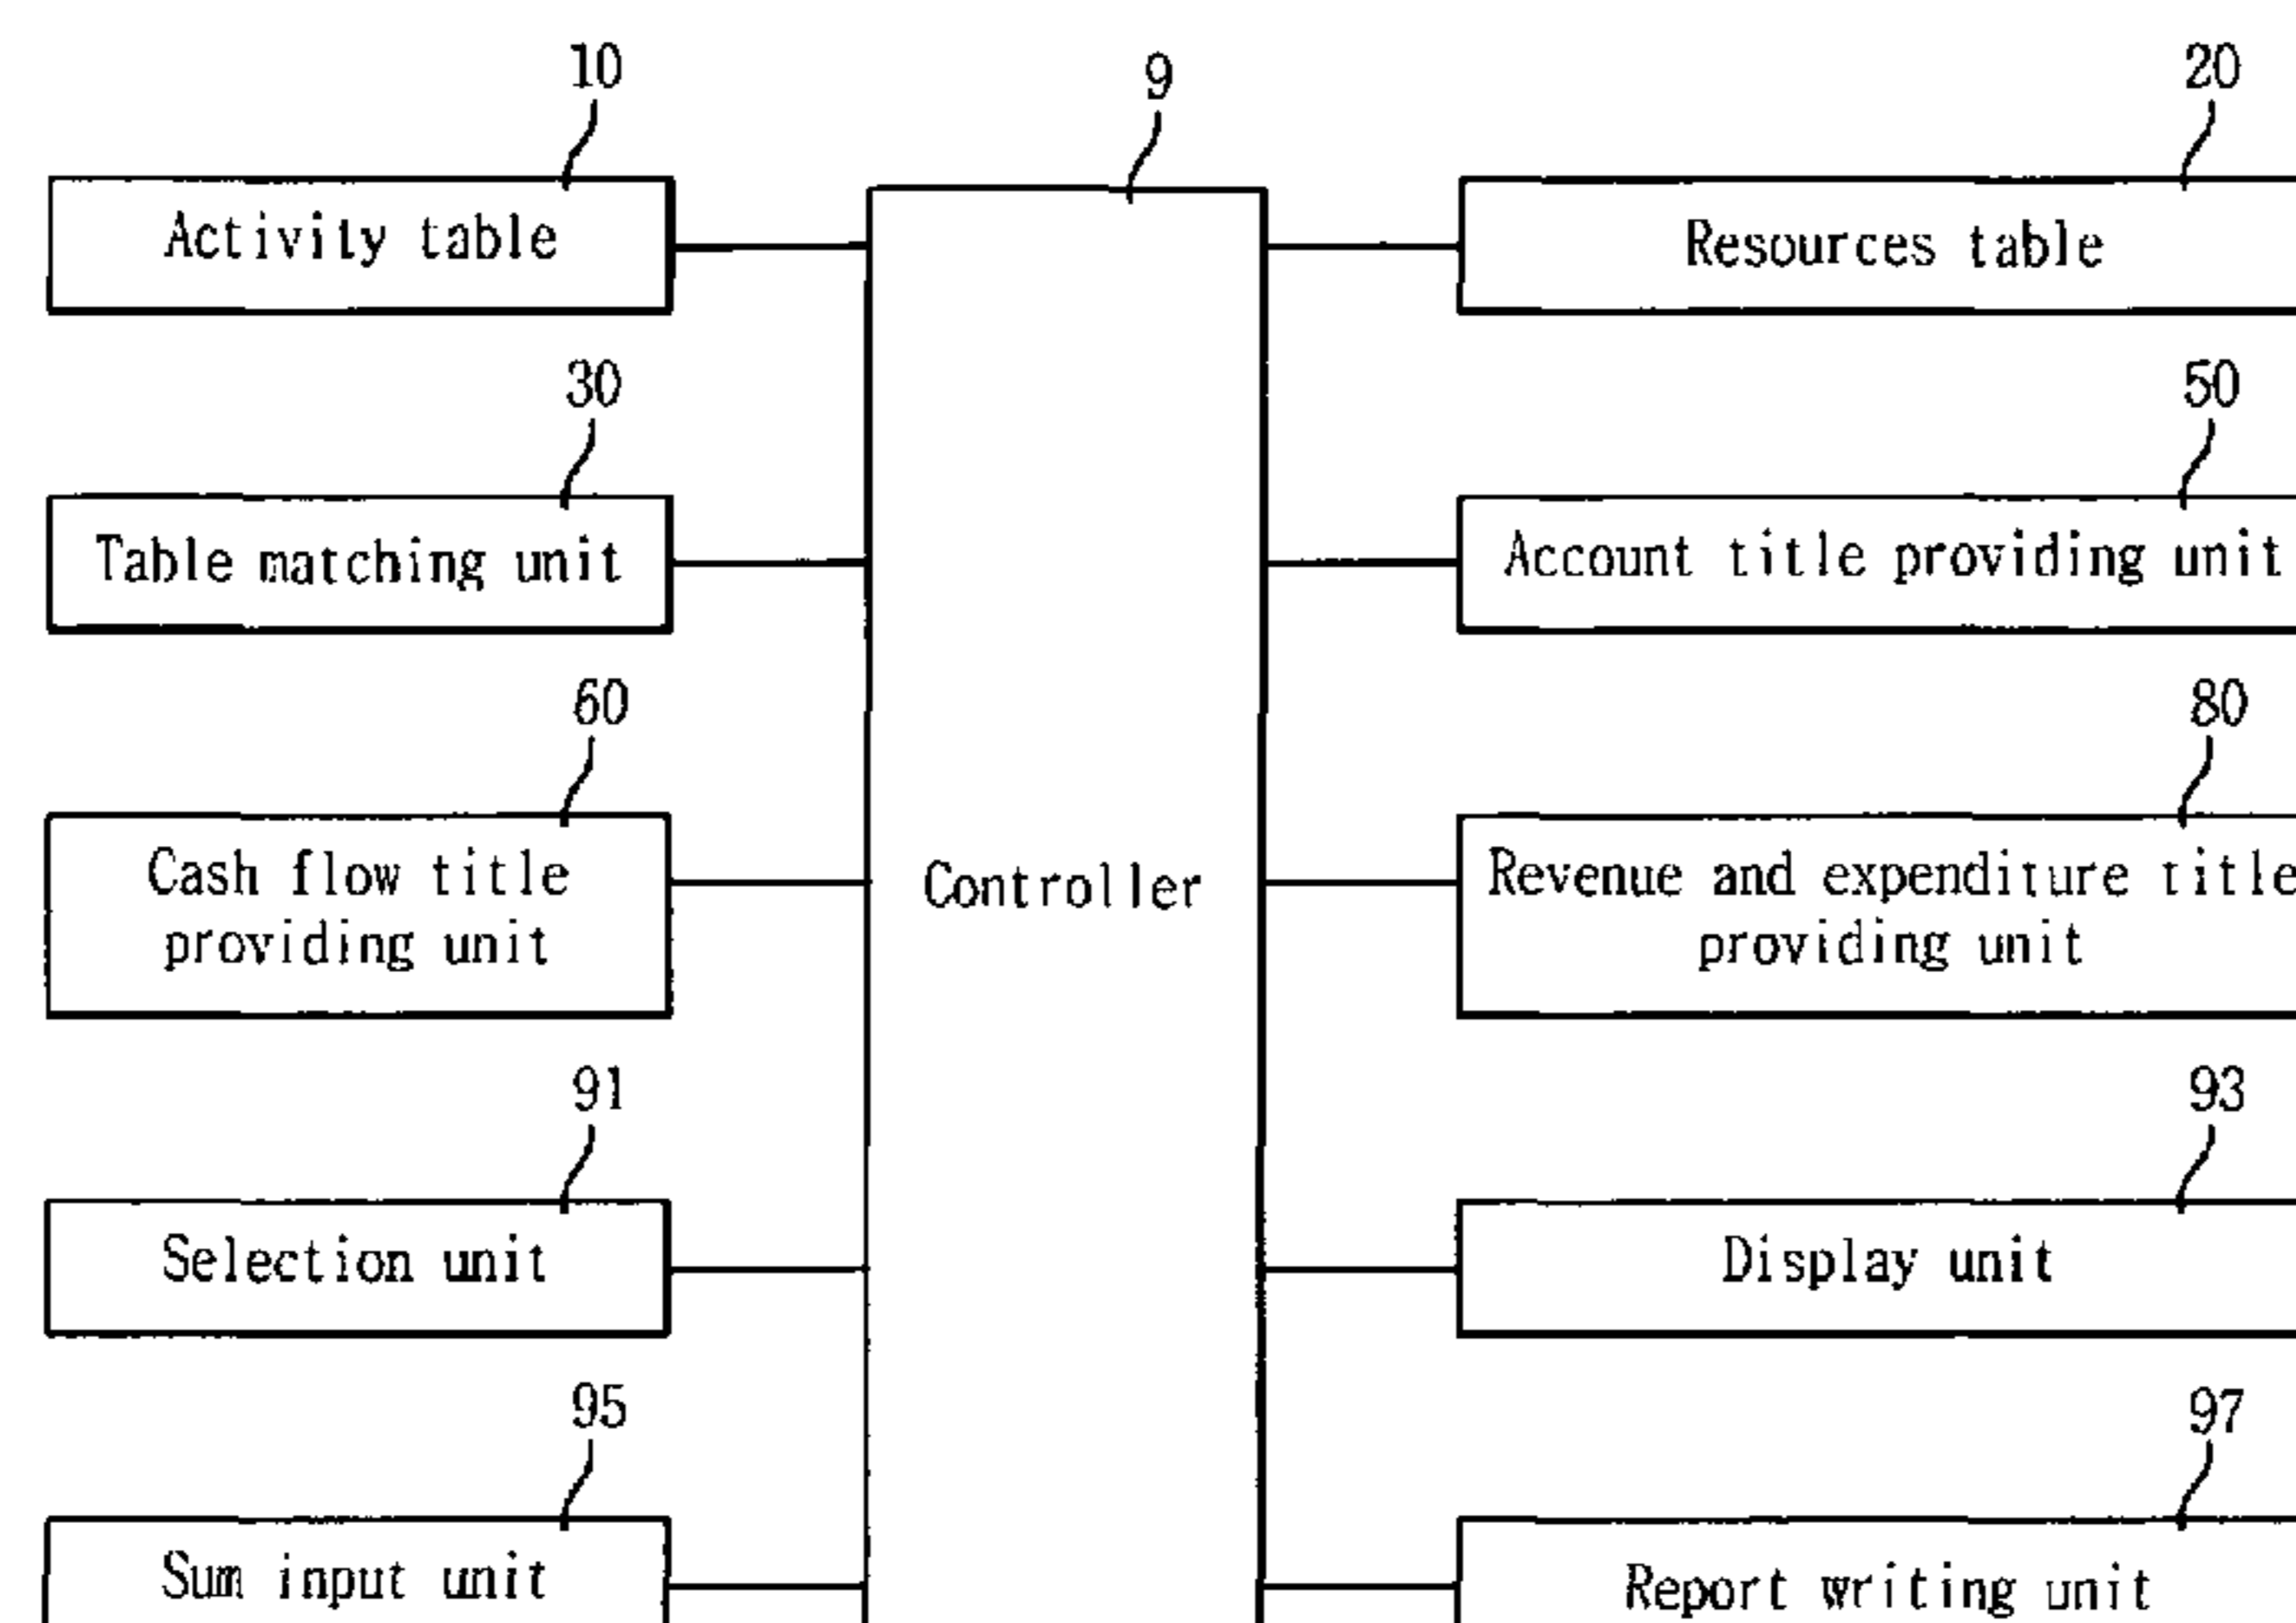 10
9
20
Activity table
Resources table
30
50
Table matching unit
Account title providing unit
60
80
Cash flow title
providing unit
Controller
Revenue and expenditure title
providing unit
91
93
Selection unit
Display unit
95
97
Sum input unit
Report writing unit